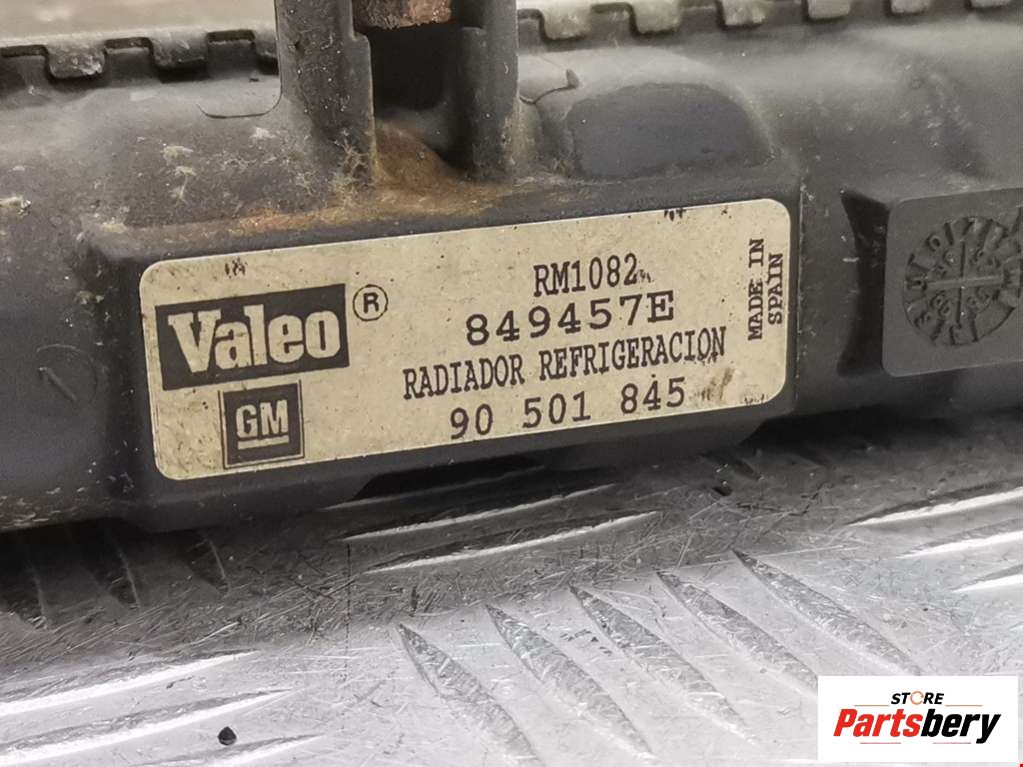 RM1082
849457E
RADIADOR REFRIGERACION
90 501 845
Valeo®
GM
MADE IN
SPAIN
STORE
Partsbery